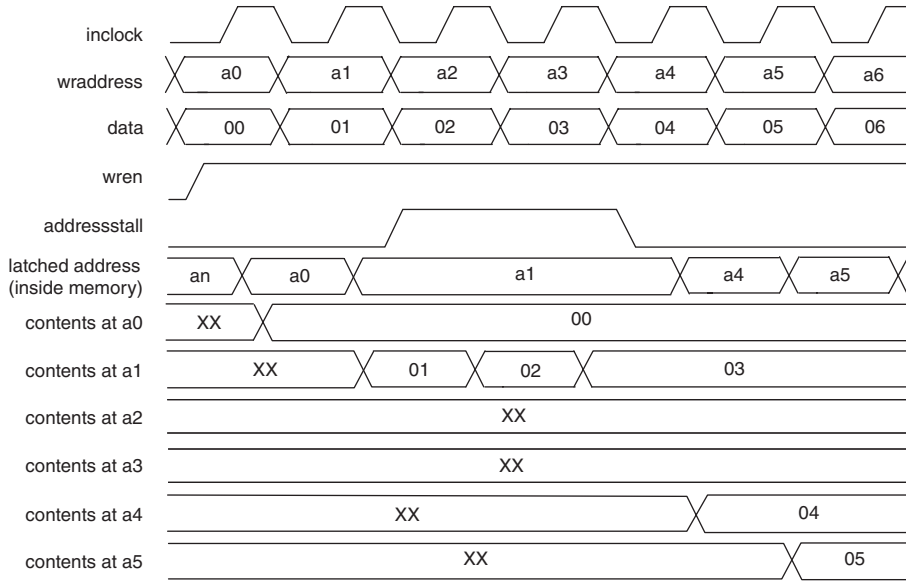 inclock
wraddress a0 a1 a2 a3 a4 a5 a6
data 00 01 02 03 04 05 06
wren
addressstall
latched address
(inside memory) an a0 a1 a4 a5
contents at a0 XX 00
contents at a1 XX 01 02 03
contents at a2 XX
contents at a3 XX
contents at a4 XX 04
contents at a5 XX 05